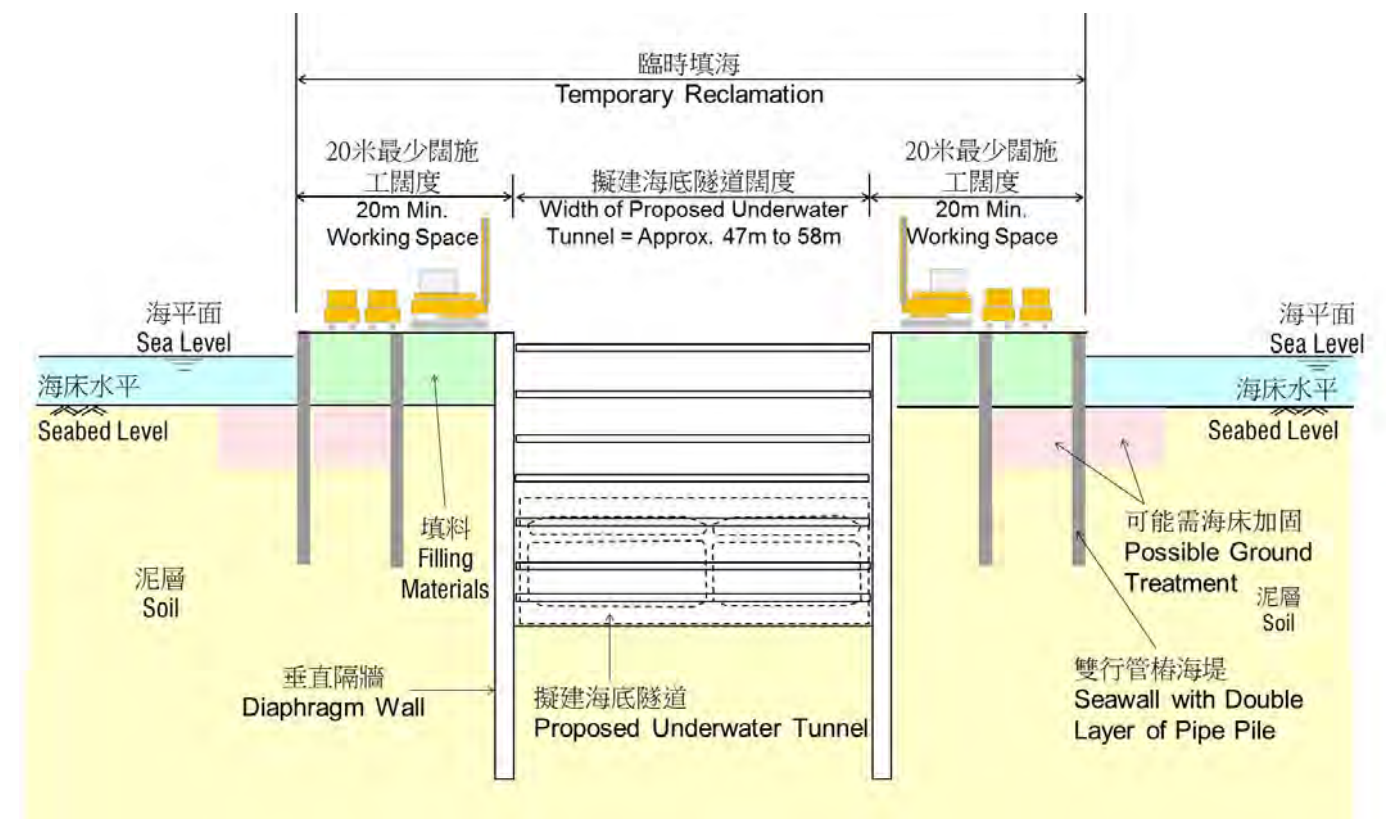 臨時填海
Temporary Reclamation
20米最少闊施
工闊度
20m Min.
Working Space
擬建海底隧道闊度
Width of Proposed Underwater
Tunnel = Approx. 47m to 58m
20米最少闊施
工闊度
20m Min.
Working Space
海平面
Sea Level
海床水平
Seabed Level
海平面
Sea Level
海床水平
Seabed Level
填料
Filling
Materials
泥層
Soil
可能需海床加固
Possible Ground
Treatment
泥層
Soil
垂直隔牆
Diaphragm Wall
擬建海底隧道
Proposed Underwater Tunnel
雙行管樁海堤
Seawall with Double
Layer of Pipe Pile